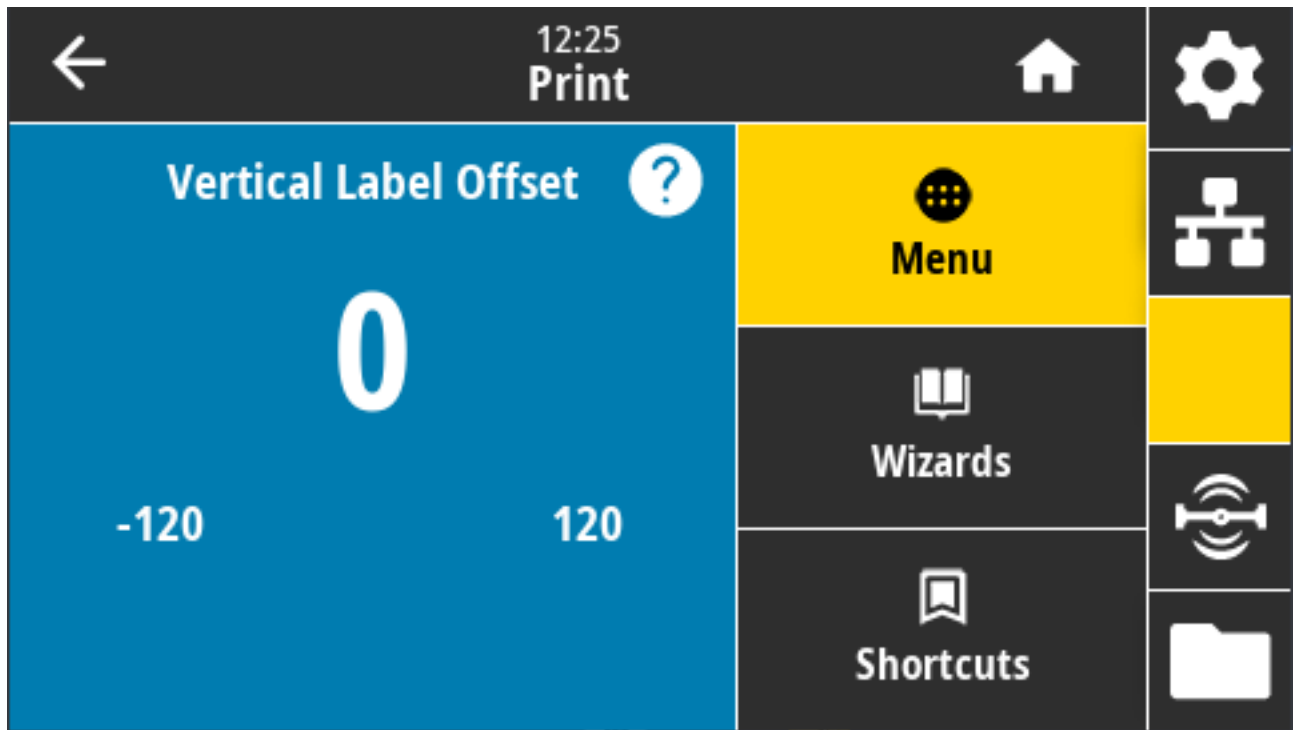 12:25
Print
Vertical Label Offset ?
0
-120 120
Menu
Wizards
Shortcuts